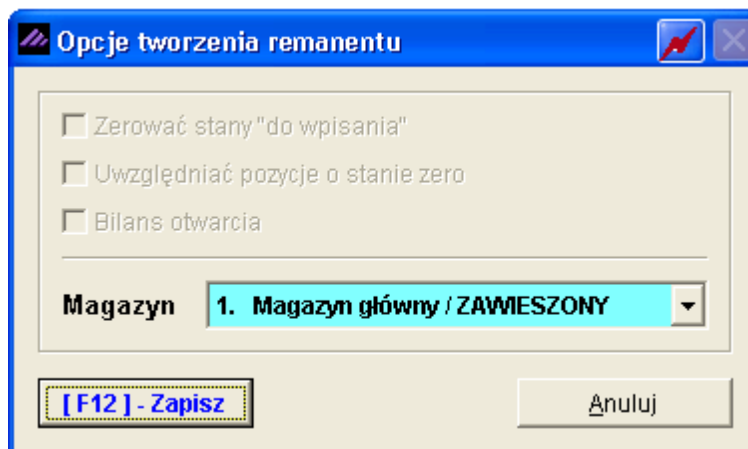 Opcje tworzenia remanentu
Zerować stany "do wpisania"
Uwzględniać pozycje o stanie zero
Bilans otwarcia
Magazyn 1. Magazyn główny / ZAWIESZONY
[ F12 ] - Zapisz Anuluj